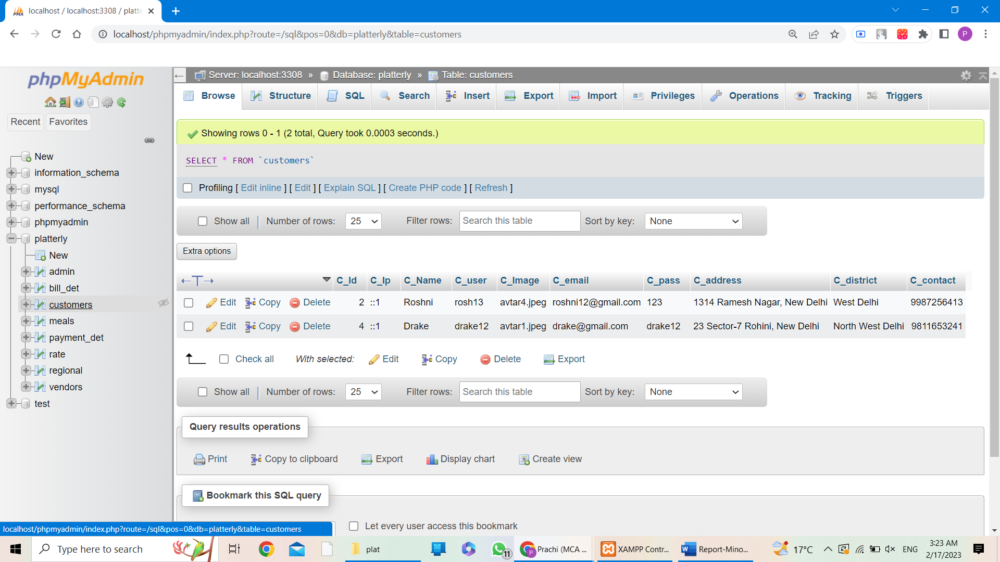 localhost / localhost:3308 / platte
localhost/phpmyadmin/index.php?route=/sql&pos=0&db=platterly&table=customers
P
phpMyAdmin
Recent Favorites
New
information_schema
mysql
performance_schema
phpmyadmin
platterly
New
admin
bill_det
customers
meals
payment_det
rate
regional
vendors
test
Server: localhost:3308 » Database: platterly » Table: customers
Browse Structure SQL Search Insert Export Import Privileges Operations Tracking Triggers
Showing rows 0 - 1 (2 total, Query took 0.0003 seconds.)
SELECT * FROM `customers`
Profiling [ Edit inline ] [ Edit ] [ Explain SQL ] [ Create PHP code ] [ Refresh ]
Show all | Number of rows: 25 Filter rows: Search this table Sort by key: None
Extra options
←T→ C_Id C_Ip C_Name C_user C_Image C_email C_pass C_address C_district C_contact
Edit Copy Delete 2 ::1 Roshni rosh13 avtar4.jpeg roshni12@gmail.com 123 1314 Ramesh Nagar, New Delhi West Delhi 9987256413
Edit Copy Delete 4 ::1 Drake drake12 avtar1.jpeg drake@gmail.com drake12 23 Sector-7 Rohini, New Delhi North West Delhi 9811653241
Check all With selected: Edit Copy Delete Export
Show all | Number of rows: 25 Filter rows: Search this table Sort by key: None
Query results operations
Print Copy to clipboard Export Display chart Create view
Bookmark this SQL query
Let every user access this bookmark
localhost/phpmyadmin/index.php?route=/sql&pos=0&db=platterly&table=customers
Type here to search
plat
11
Prachi (MCA ...
XAMPP Contr...
Report-Mino...
17°C
ENG
3:23 AM
2/17/2023